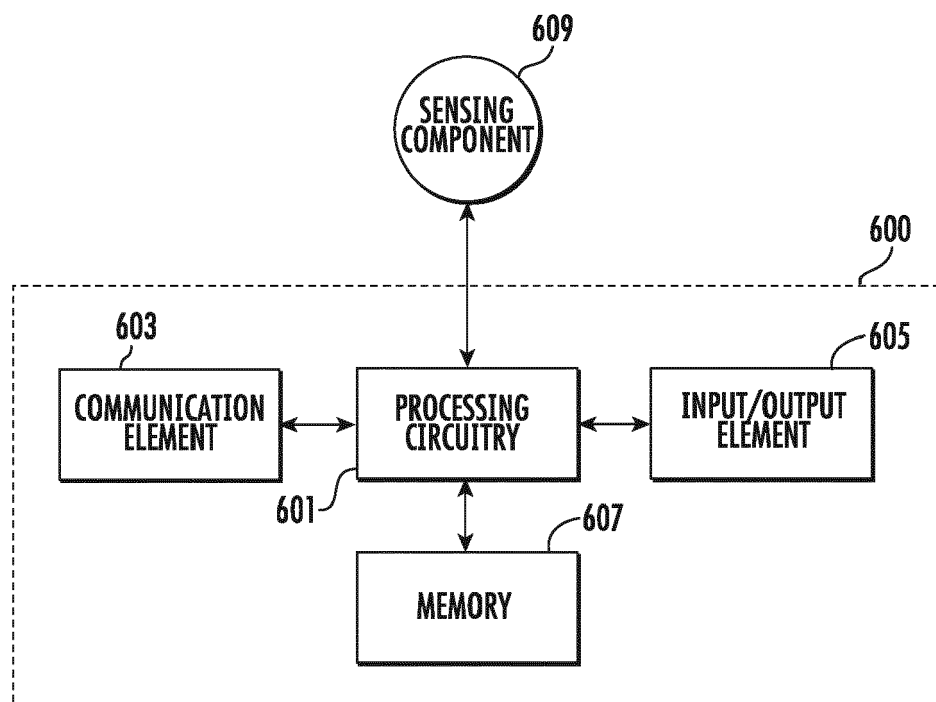 609
SENSING
COMPONENT
600
603
605
COMMUNICATION
ELEMENT
PROCESSING
CIRCUITRY
INPUT/OUTPUT
ELEMENT
601
607
MEMORY